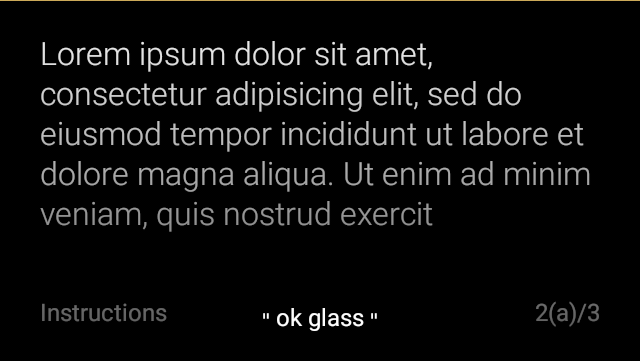 Lorem ipsum dolor sit amet,
consectetur adipisicing elit, sed do
eiusmod tempor incididunt ut labore et
dolore magna aliqua. Ut enim ad minim
veniam, quis nostrud exercit
Instructions " ok glass " 2(a)/3